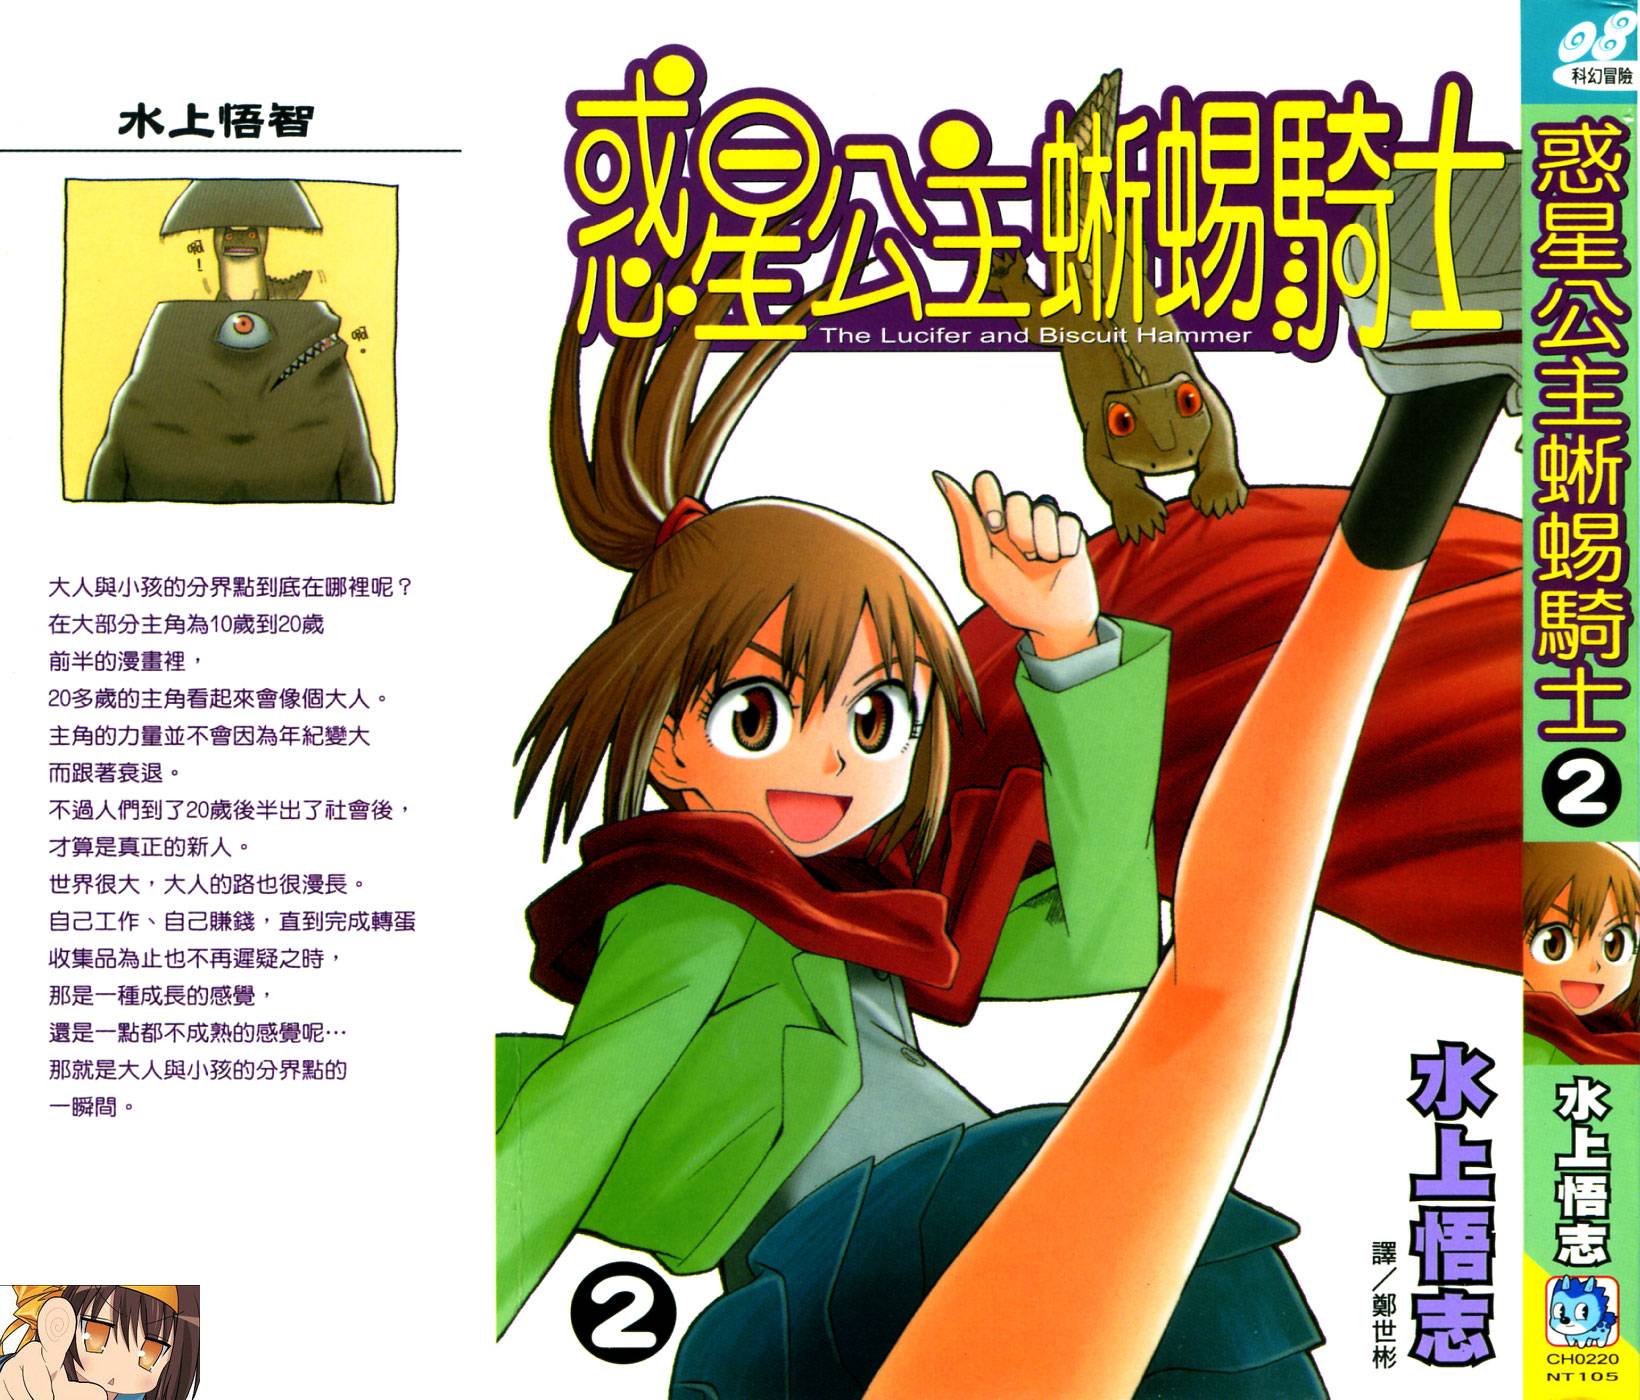 水上悟智
啊!
啊。
大人與小孩的分界點到底在哪裡呢？
在大部分主角為10歲到20歲
前半的漫畫裡，
20多歲的主角看起來會像個大人。
主角的力量並不會因為年紀變大
而跟著衰退。
不過人們到了20歲後半出了社會後，
才算是真正的新人。
世界很大，大人的路也很漫長。
自己工作、自己賺錢，直到完成轉蛋
收集品為止也不再遲疑之時，
那是一種成長的感覺，
還是一點都不成熟的感覺呢…
那就是大人與小孩的分界點的
一瞬間。
惑星公主蜥蜴騎士
The Lucifer and Biscuit Hammer
2
水上悟志
譯／鄭世彬
08
科幻冒險
惑星公主蜥蜴騎士
2
水上悟志
CH0220
NT105